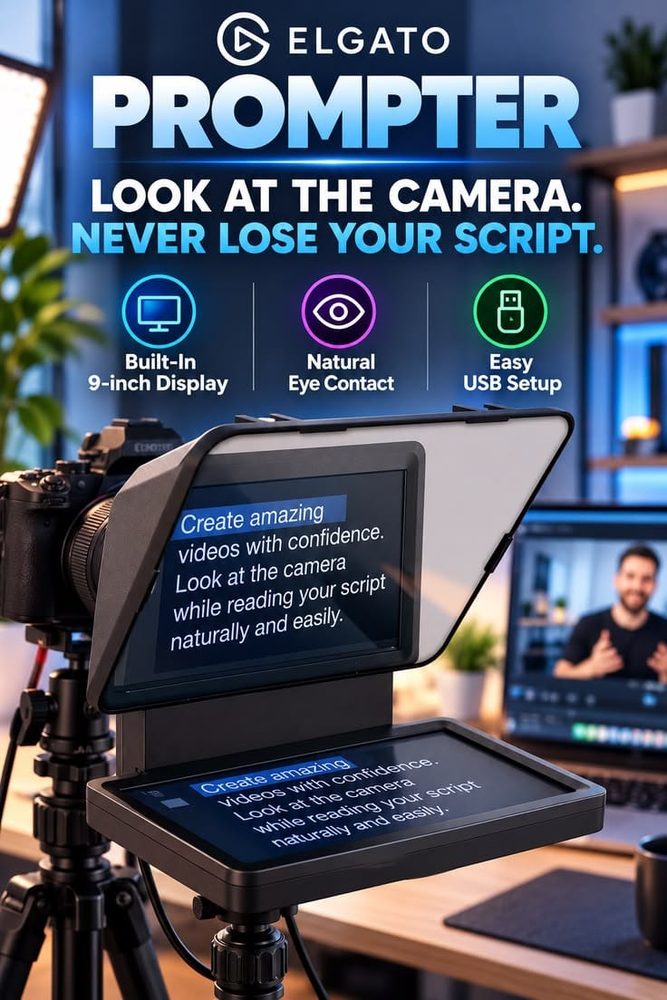 ELGATO
PROMPTER
LOOK AT THE CAMERA.
NEVER LOSE YOUR SCRIPT.
Built-In
9-inch Display
Natural
Eye Contact
Easy
USB Setup
Create amazing
videos with confidence.
Look at the camera
while reading your script
naturally and easily.
Create amazing
videos with confidence.
Look at the camera
while reading your script
naturally and easily.